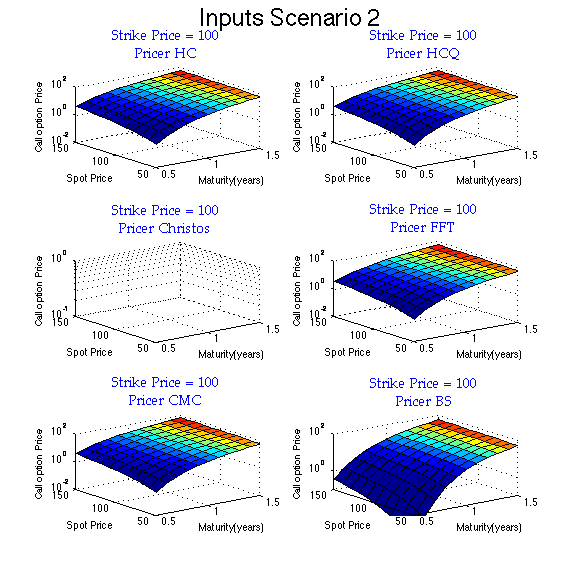 Inputs Scenario 2
Strike Price = 100
Pricer HC
Call option Price
10^2
10^0
10^-2
150
100
50
Spot Price
0.5
1
1.5
Maturity(years)
Strike Price = 100
Pricer HCQ
Call option Price
10^2
10^0
10^-2
150
100
50
Spot Price
0.5
1
1.5
Maturity(years)
Strike Price = 100
Pricer Christos
Call option Price
10^0
10^-1
150
100
50
Spot Price
0.5
1
1.5
Maturity(years)
Strike Price = 100
Pricer FFT
Call option Price
10^2
10^0
10^-2
150
100
50
Spot Price
0.5
1
1.5
Maturity(years)
Strike Price = 100
Pricer CMC
Call option Price
10^2
10^0
10^-2
150
100
50
Spot Price
0.5
1
1.5
Maturity(years)
Strike Price = 100
Pricer BS
Call option Price
10^2
10^0
150
100
50
Spot Price
0.5
1
1.5
Maturity(years)